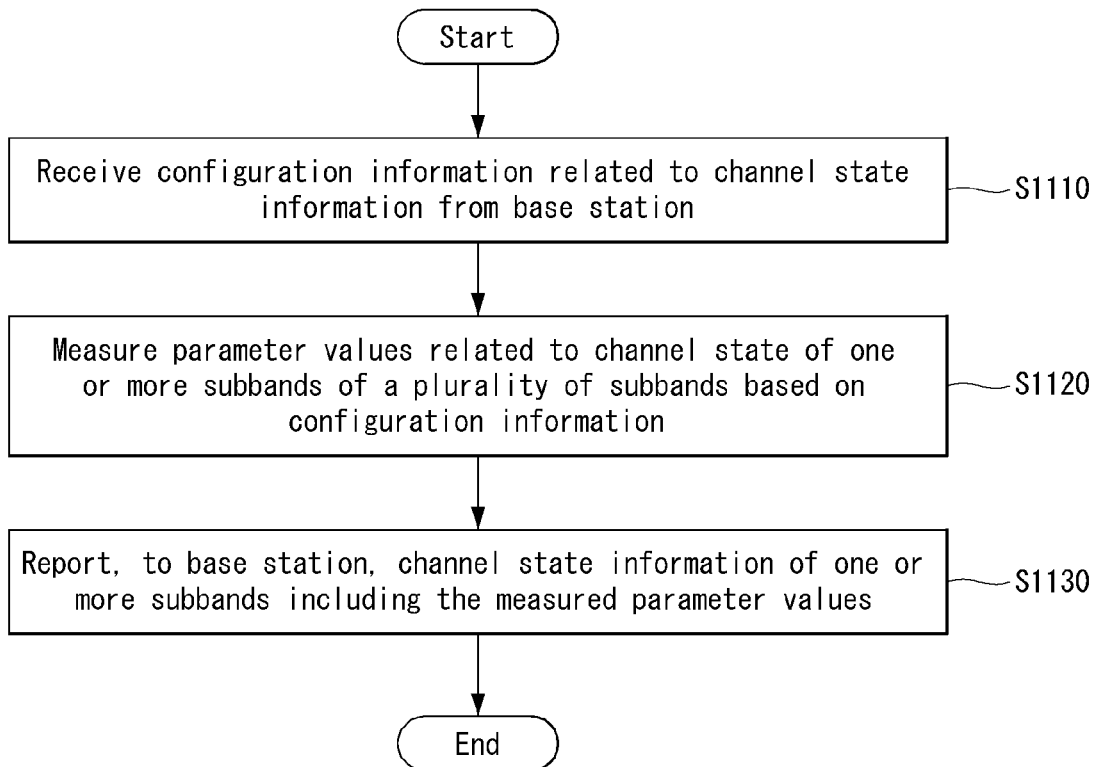 Start
Receive configuration information related to channel state
information from base station
S1110
Measure parameter values related to channel state of one
or more subbands of a plurality of subbands based on
configuration information
S1120
Report, to base station, channel state information of one or
more subbands including the measured parameter values
S1130
End